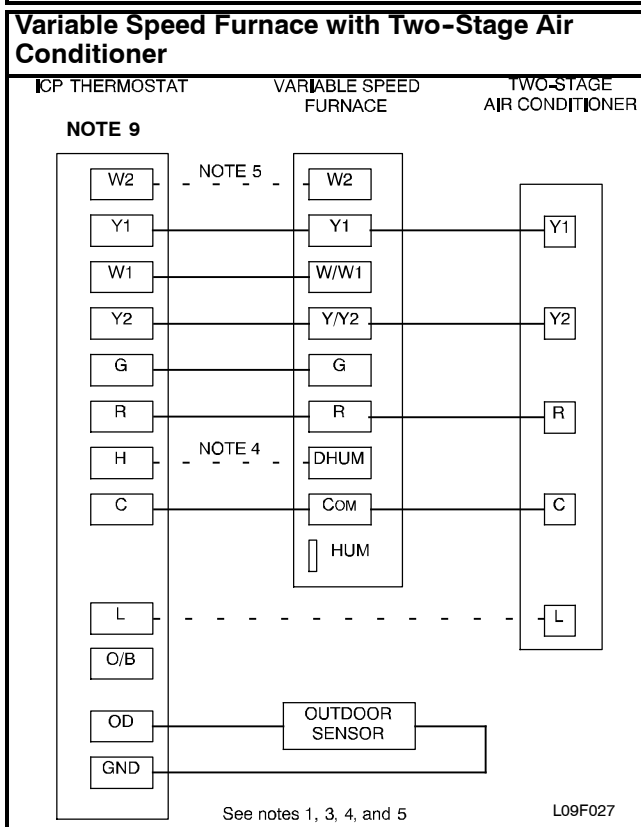 Variable Speed Furnace with Two-Stage Air
Conditioner
ICP THERMOSTAT
VARIABLE SPEED
FURNACE
TWO-STAGE
AIR CONDITIONER
NOTE 9
W2
NOTE 5
W2
Y1
Y1
Y1
W1
W/W1
Y2
Y/Y2
Y2
G
G
R
R
R
H
NOTE 4
DHUM
C
COM
C
HUM
L
L
O/B
OD
OUTDOOR
SENSOR
GND
See notes 1, 3, 4, and 5
L09F027